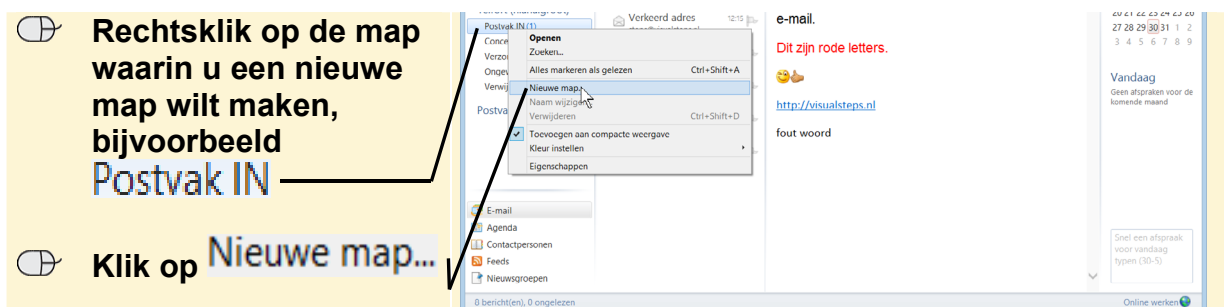 Rechtsklik op de map
waarin u een nieuwe
map wilt maken,
bijvoorbeeld
Postvak IN
Klik op Nieuwe map...
Postvak IN (1)
Verwij
Postva
Openen
Zoeken...
Alles markeren als gelezen Ctrl+Shift+A
Nieuwe map...
Naam wijzigen
Verwijderen Ctrl+Shift+D
Toevoegen aan compacte weergave
Kleur instellen
Eigenschappen
E-mail
Agenda
Contactpersonen
Feeds
Nieuwsgroepen
0 bericht(en), 0 ongelezen
Verkeerd adres 12:15
e-mail.
Dit zijn rode letters.
http://visualsteps.nl
fout woord
20 21 22 23 24 25 26
27 28 29 30 31 1 2
3 4 5 6 7 8 9
Vandaag
Geen afspraken voor de
komende maand
Snel een afspraak
voor vandaag
typen (30-5)
Online werken